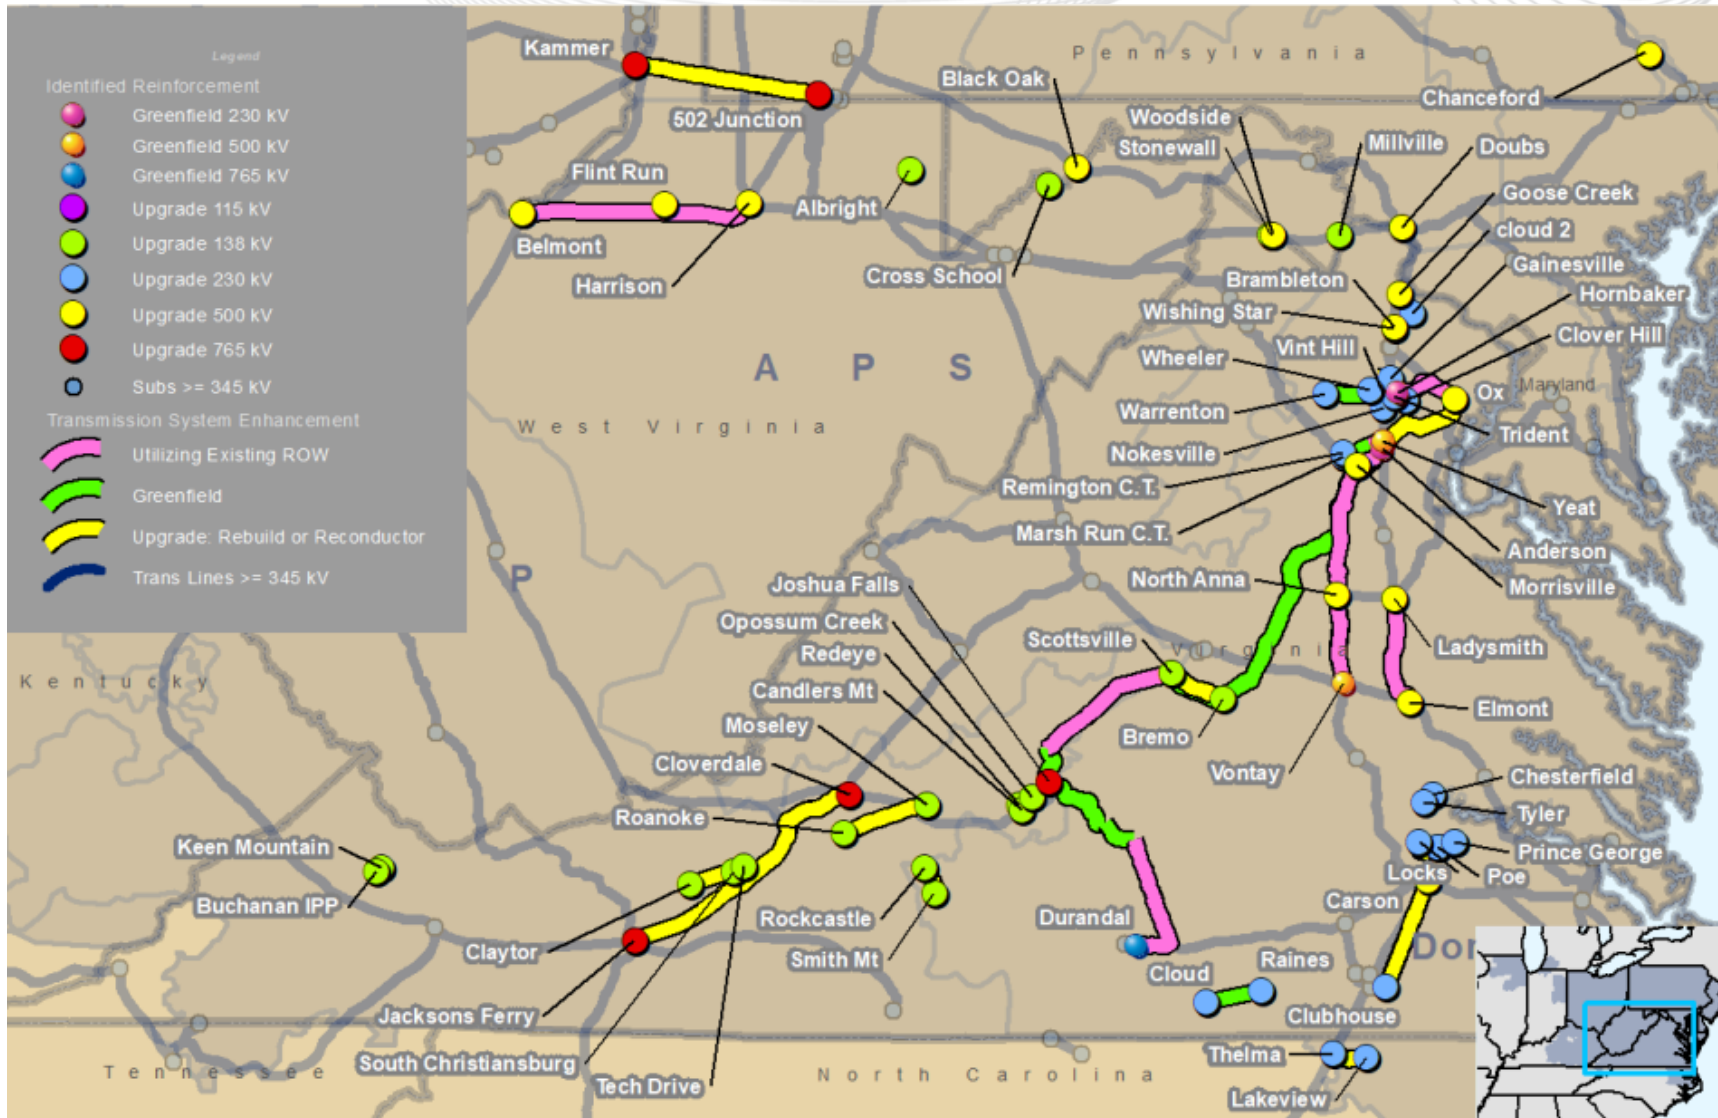 Legend
Identified Reinforcement
Greenfield 230 kV
Greenfield 500 kV
Greenfield 765 kV
Upgrade 115 kV
Upgrade 138 kV
Upgrade 230 kV
Upgrade 500 kV
Upgrade 765 kV
Subs >= 345 kV
Transmission System Enhancement
Utilizing Existing ROW
Greenfield
Upgrade: Rebuild or Reconductor
Trans Lines >= 345 kV
Kammer
Pennsylvania
Black Oak
Chanceford
502 Junction
Woodside
Stonewall
Millville
Doubs
Flint Run
Goose Creek
Albright
cloud 2
Belmont
Gainesville
Cross School
Harrison
Brambleton
Hornbaker
Wishing Star
Clover Hill
Vint Hill
Wheeler
A P S
Maryland
Ox
Warrenton
West Virginia
Trident
Nokesville
Remington C.T.
Yeat
Marsh Run C.T.
Anderson
P
Joshua Falls
North Anna
Morrisville
Opossum Creek
Scottsville
Ladysmith
Virginia
Redeye
Kentucky
Candlers Mt
Elmont
Moseley
Bremo
Cloverdale
Vontay
Chesterfield
Roanoke
Tyler
Keen Mountain
Prince George
Locks
Poe
Buchanan IPP
Carson
Rockcastle
Durandal
Claytor
Smith Mt
Dom
Cloud
Raines
Jacksons Ferry
Clubhouse
South Christiansburg
Thelma
Tennessee
North Carolina
Tech Drive
Lakeview